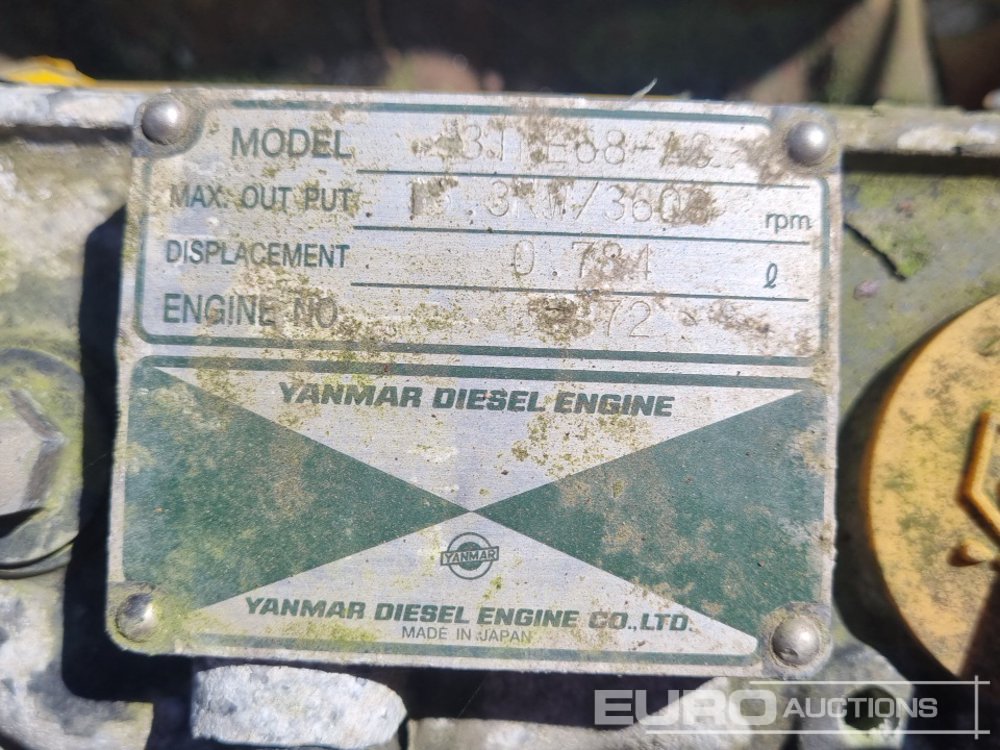 MODEL
MAX. OUT PUT rpm
DISPLACEMENT 0.784 ℓ
ENGINE NO.
YANMAR DIESEL ENGINE
YANMAR
YANMAR DIESEL ENGINE CO.,LTD.
MADE IN JAPAN
EURO AUCTIONS